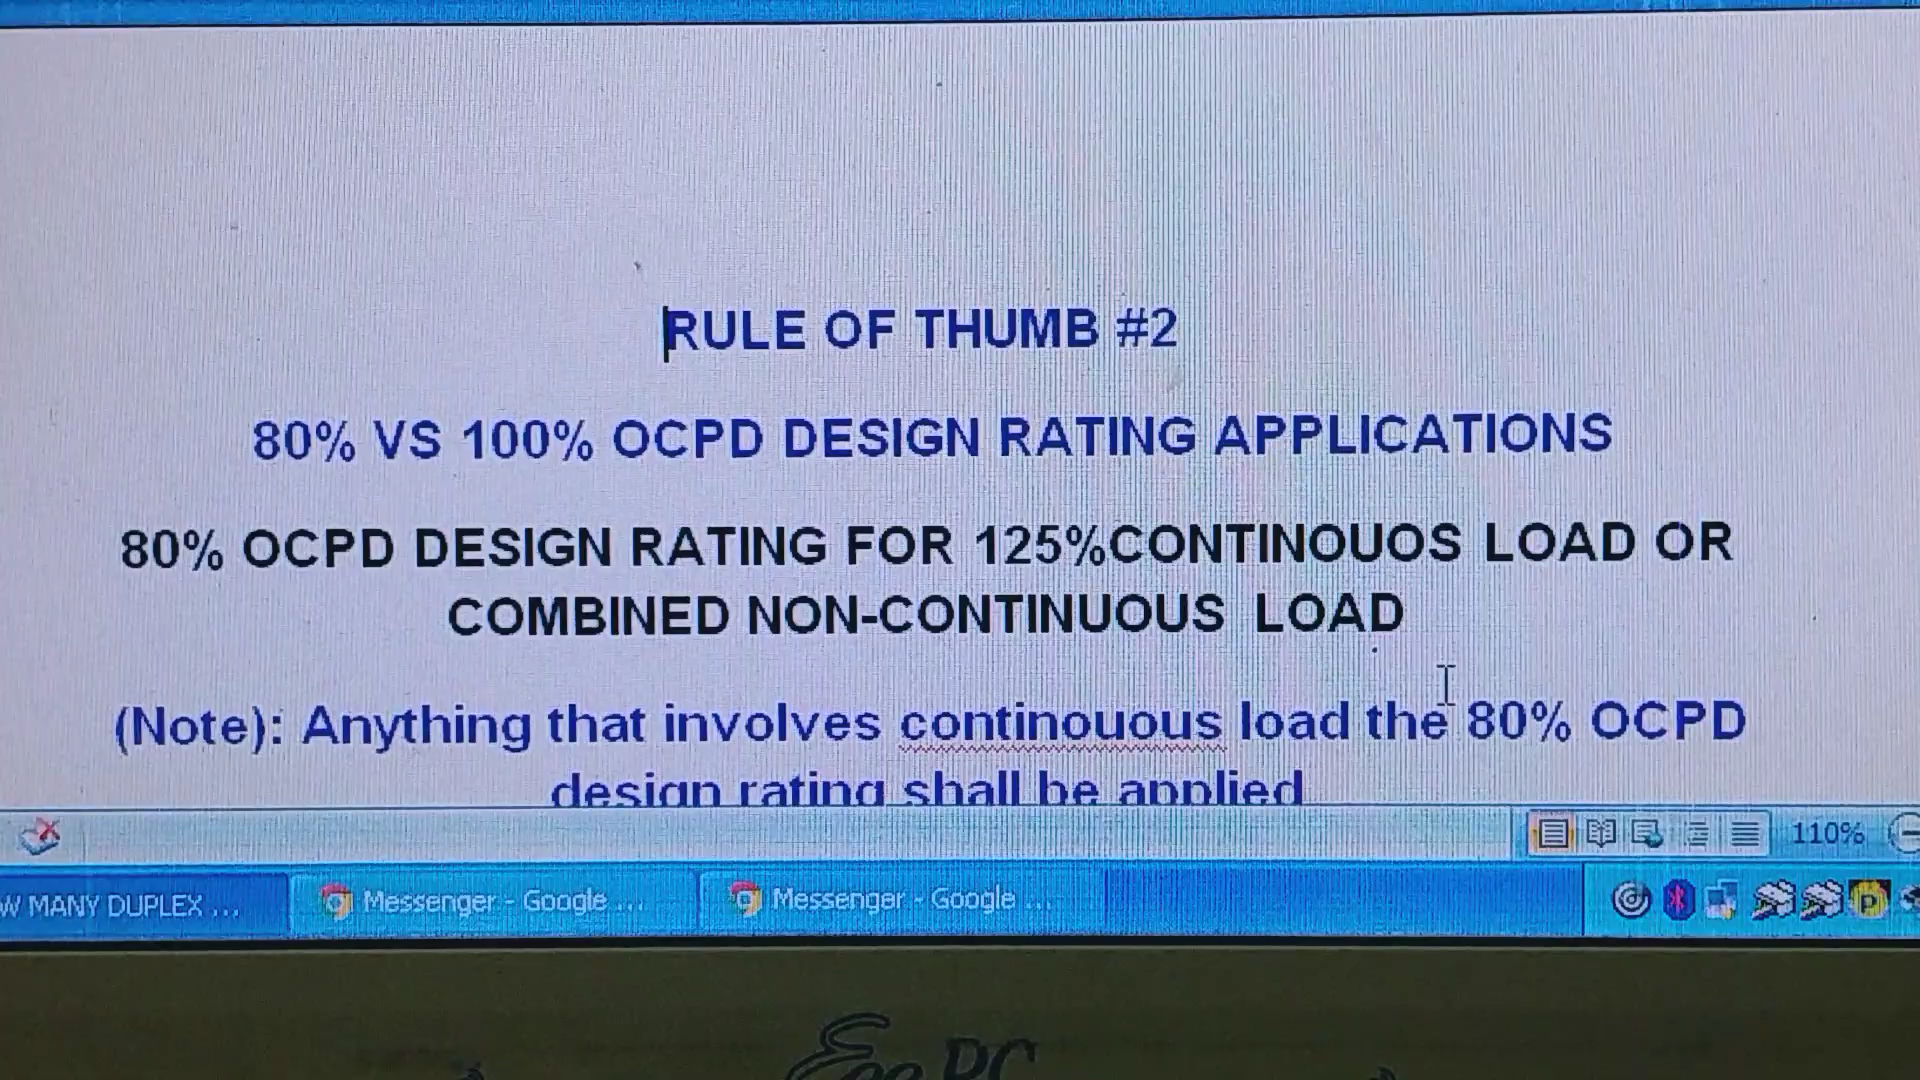 RULE OF THUMB #2
80% VS 100% OCPD DESIGN RATING APPLICATIONS
80% OCPD DESIGN RATING FOR 125%CONTINOUOS LOAD OR
COMBINED NON-CONTINUOUS LOAD
(Note): Anything that involves continouous load the 80% OCPD
design rating shall be applied
110%
W MANY DUPLEX ...
Messenger - Google ...
Messenger - Google ...
Eee PC